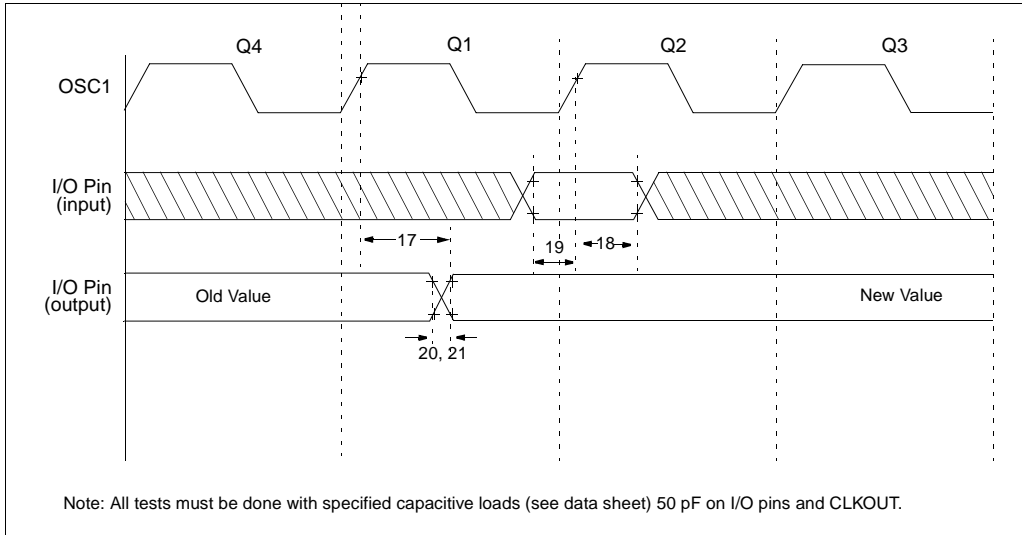 Q4 Q1 Q2 Q3
OSC1
I/O Pin
(input)
17 19 18
I/O Pin
(output)
Old Value New Value
20, 21
Note: All tests must be done with specified capacitive loads (see data sheet) 50 pF on I/O pins and CLKOUT.